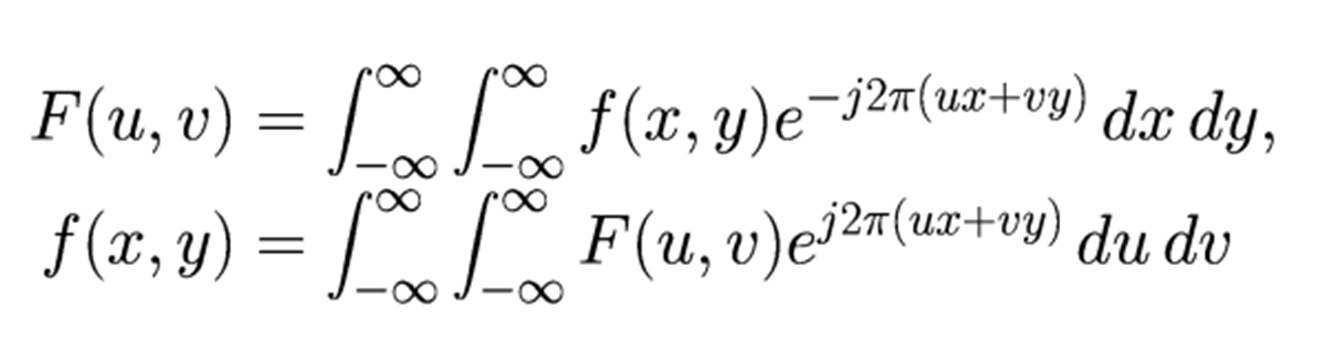 F(u, v) = ∫_{-∞}^{∞} ∫_{-∞}^{∞} f(x, y)e^{-j2π(ux+vy)} dx dy,
f(x, y) = ∫_{-∞}^{∞} ∫_{-∞}^{∞} F(u, v)e^{j2π(ux+vy)} du dv